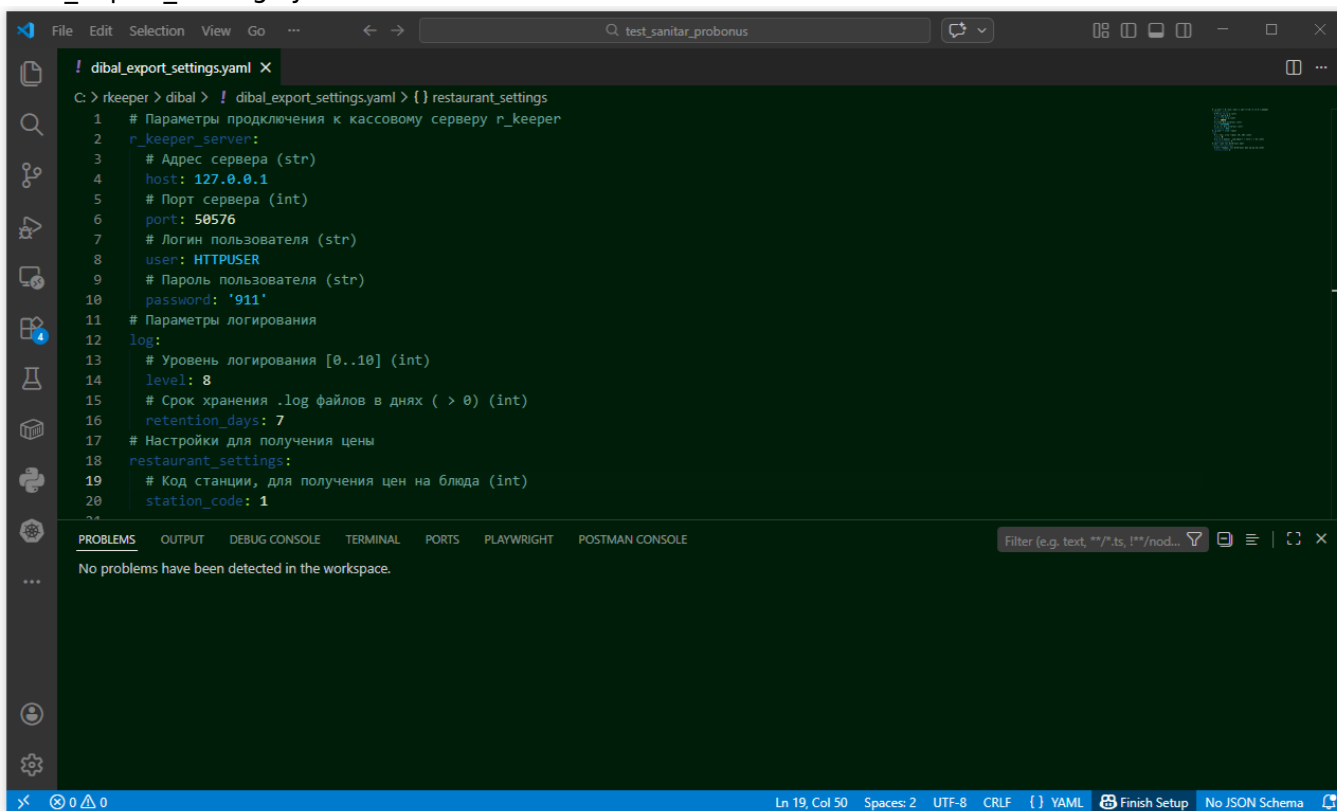 File Edit Selection View Go ··· ← → test_sanitar_probonus
! dibal_export_settings.yaml ×
C: > rkeeper > dibal > ! dibal_export_settings.yaml > {} restaurant_settings
1 # Параметры продключения к кассовому серверу r_keeper
2 r_keeper_server:
3 # Адрес сервера (str)
4 host: 127.0.0.1
5 # Порт сервера (int)
6 port: 50576
7 # Логин пользователя (str)
8 user: HTTPUSER
9 # Пароль пользователя (str)
10 password: '911'
11 # Параметры логирования
12 log:
13 # Уровень логирования [0..10] (int)
14 level: 8
15 # Срок хранения .log файлов в днях ( > 0) (int)
16 retention_days: 7
17 # Настройки для получения цены
18 restaurant_settings:
19 # Код станции, для получения цен на блюда (int)
20 station_code: 1
4
PROBLEMS OUTPUT DEBUG CONSOLE TERMINAL PORTS PLAYWRIGHT POSTMAN CONSOLE Filter (e.g. text, **/*.ts, !**/nod...
No problems have been detected in the workspace.
0 0 Ln 19, Col 50 Spaces: 2 UTF-8 CRLF {} YAML Finish Setup No JSON Schema